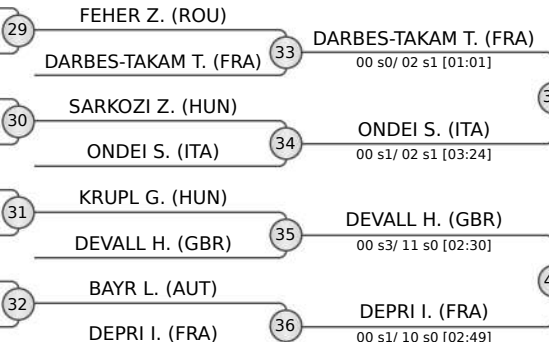 FEHER Z. (ROU)
29
DARBES-TAKAM T. (FRA)
33
DARBES-TAKAM T. (FRA)
00 s0/ 02 s1 [01:01]
SARKOZI Z. (HUN)
30
ONDEI S. (ITA)
34
ONDEI S. (ITA)
00 s1/ 02 s1 [03:24]
KRUPL G. (HUN)
31
DEVALL H. (GBR)
35
DEVALL H. (GBR)
00 s3/ 11 s0 [02:30]
BAYR L. (AUT)
32
DEPRI I. (FRA)
36
DEPRI I. (FRA)
00 s1/ 10 s0 [02:49]